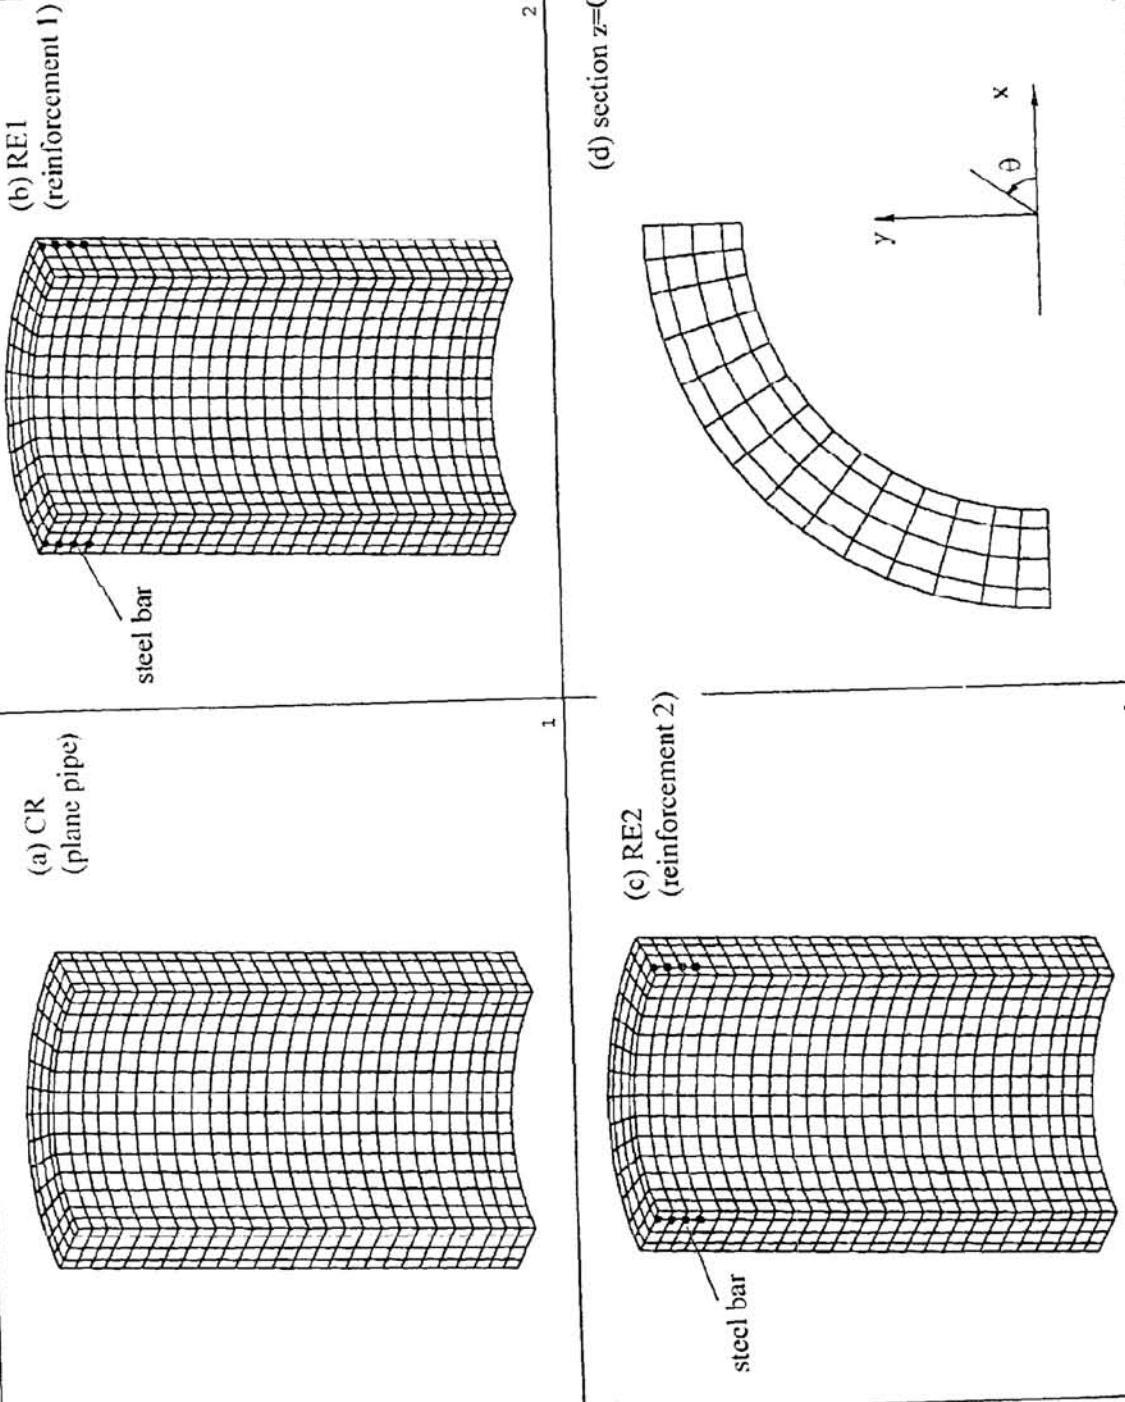 (a) CR
(plane pipe)
1
(b) RE1
(reinforcement 1)
steel bar
2
(c) RE2
(reinforcement 2)
steel bar
(d) section z=
y
x
θ